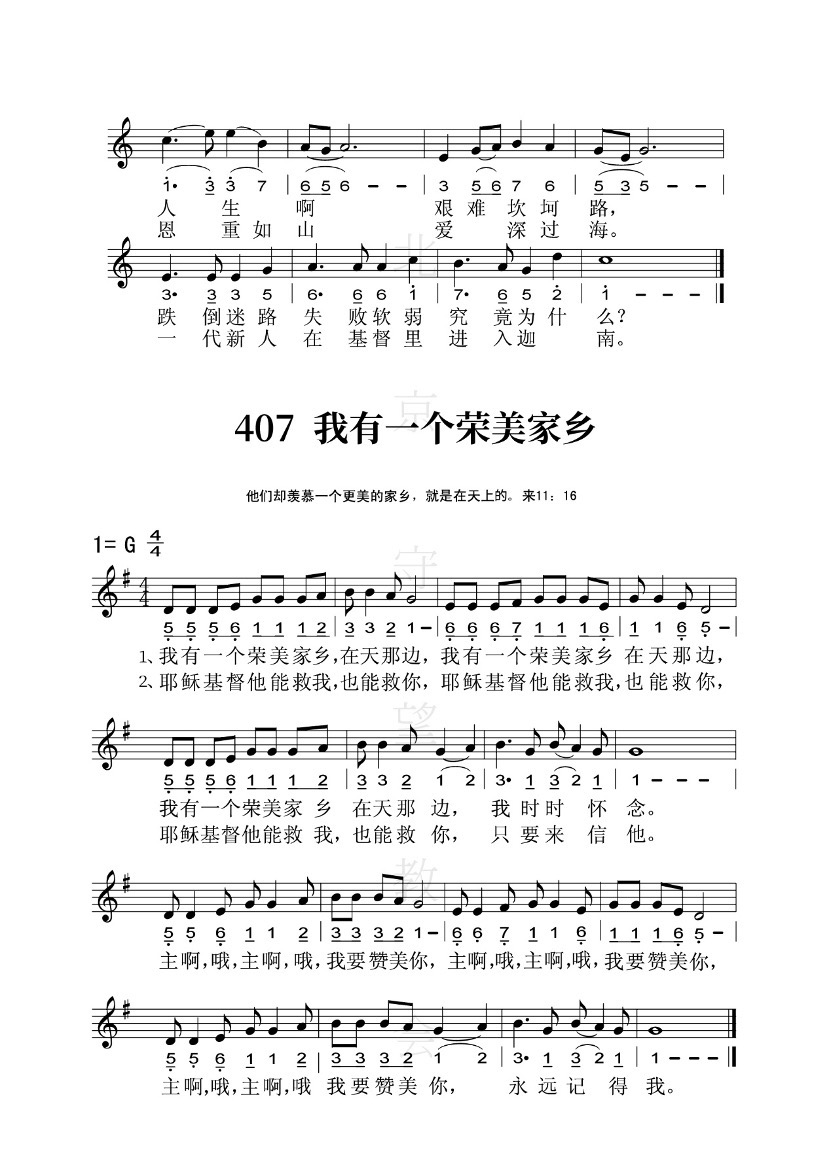 1· 3 3· 7 | 6 5 6 - - | 3 5 6 7 6 | 5 3 5 - - |
人 生 啊 艰 难 坎 坷 路，
恩 重 如 山 爱 深 过 海。
3· 3 3 5 | 6· 6 6 1 | 7· 6 5 2 | 1 - - -
跌 倒 迷 路 失 败 软 弱 究 竟 为 什 么？
一 代 新 人 在 基 督 里 进 入 迦 南。
407 我有一个荣美家乡
他们却羡慕一个更美的家乡，就是在天上的。来11：16
1= G 4/4
5 5 5 6 1 1 1 2 | 3 3 2 1 - | 6 6 6 7 1 1 1 6 | 1 1 6 5 - |
1、我有一个荣美家乡，在天那边，我有一个荣美家乡 在天那边，
2、耶稣基督他能救我，也能救你，耶稣基督他能救我，也能救你，
5 5 5 6 1 1 1 2 | 3 3 2 1 2 | 3· 1 3 2 1 | 1 - - - |
我有一个荣美家 乡 在天那 边， 我 时时 怀 念。
耶稣基督他能救 我，也能救 你， 只 要来 信 他。
5 5 6 1 1 2 | 3 3 3 2 1 - | 6 6 7 1 1 6 | 1 1 1 6 5 - |
主啊，哦，主啊，哦，我要赞美你，主啊，哦，主啊，哦，我要赞美你，
5 5 6 1 1 2 | 3 3 3 2 1 2 | 3· 1 3 2 1 | 1 - - -
主啊，哦，主啊，哦 我要赞美 你， 永 远 记 得 我。
北京守望教会